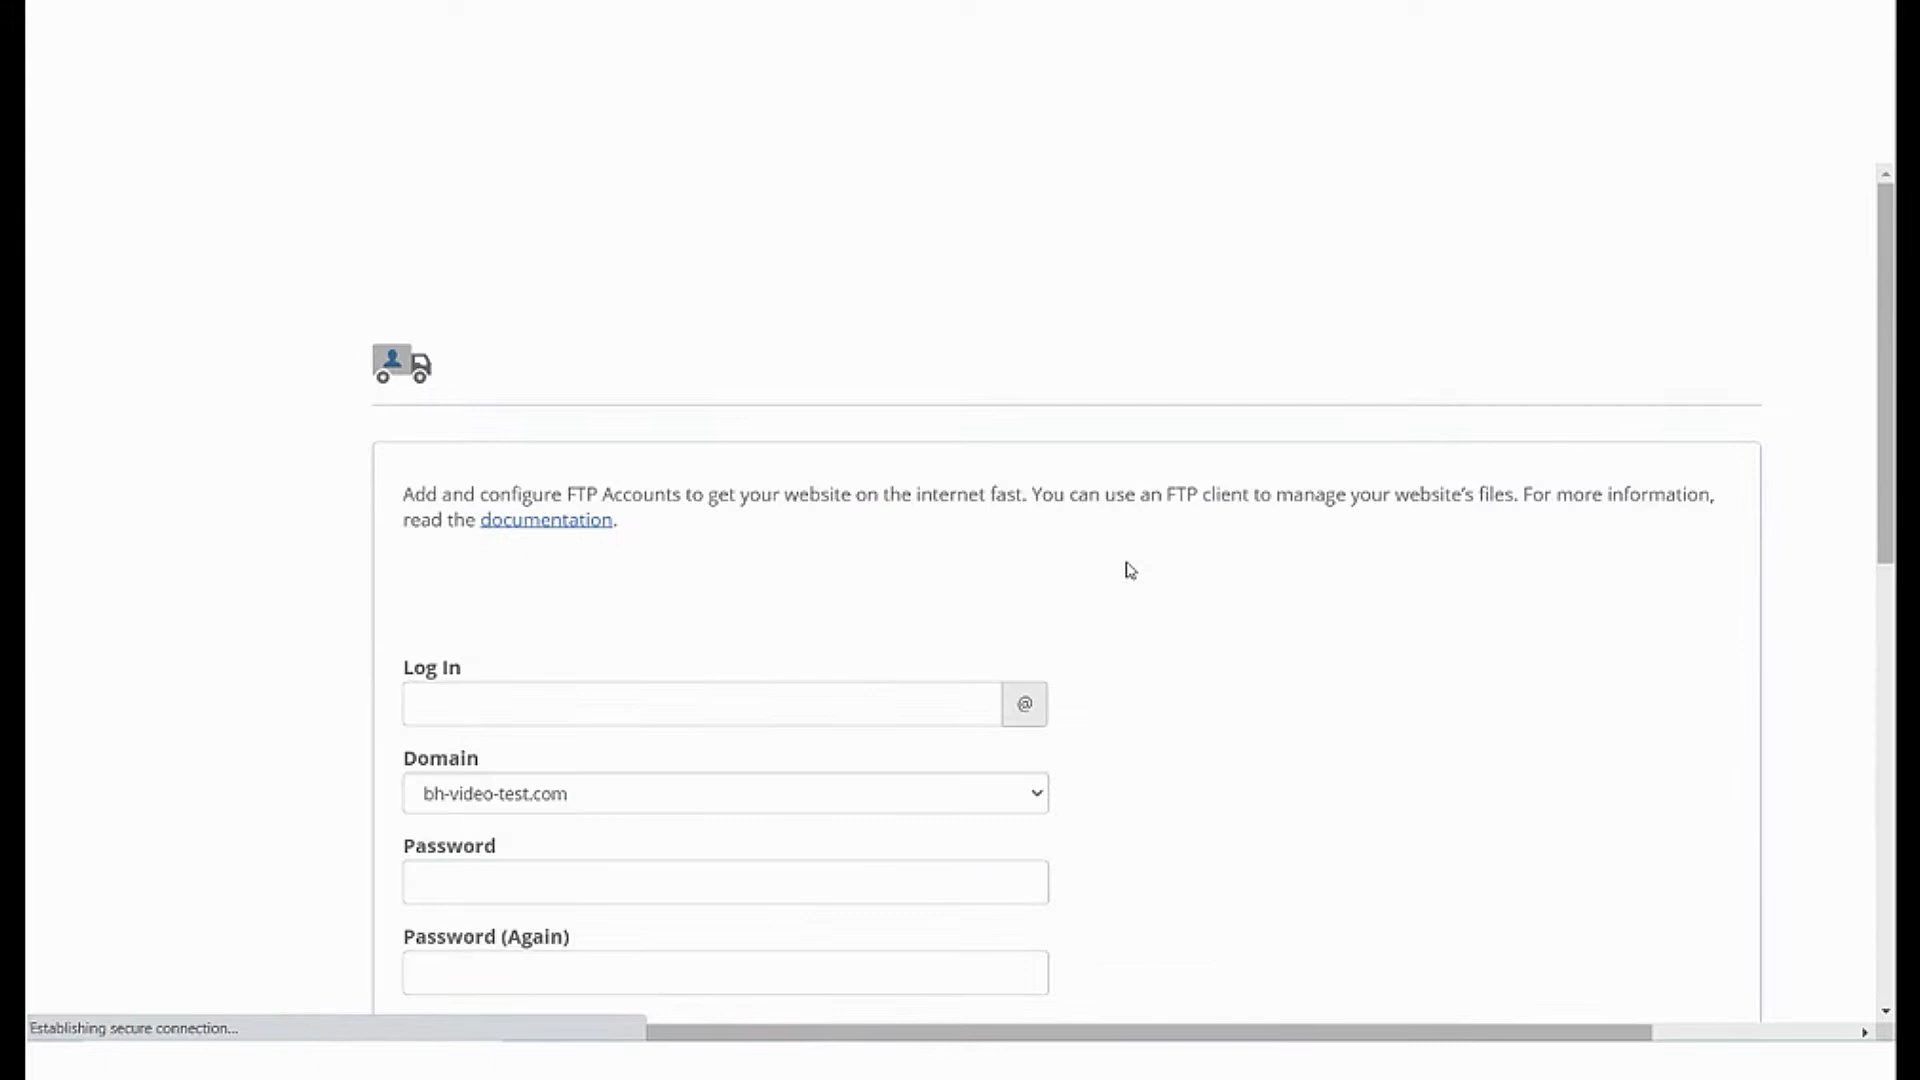 Add and configure FTP Accounts to get your website on the internet fast. You can use an FTP client to manage your website’s files. For more information,
read the documentation.
Log In
@
Domain
bh-video-test.com
Password
Password (Again)
Establishing secure connection...